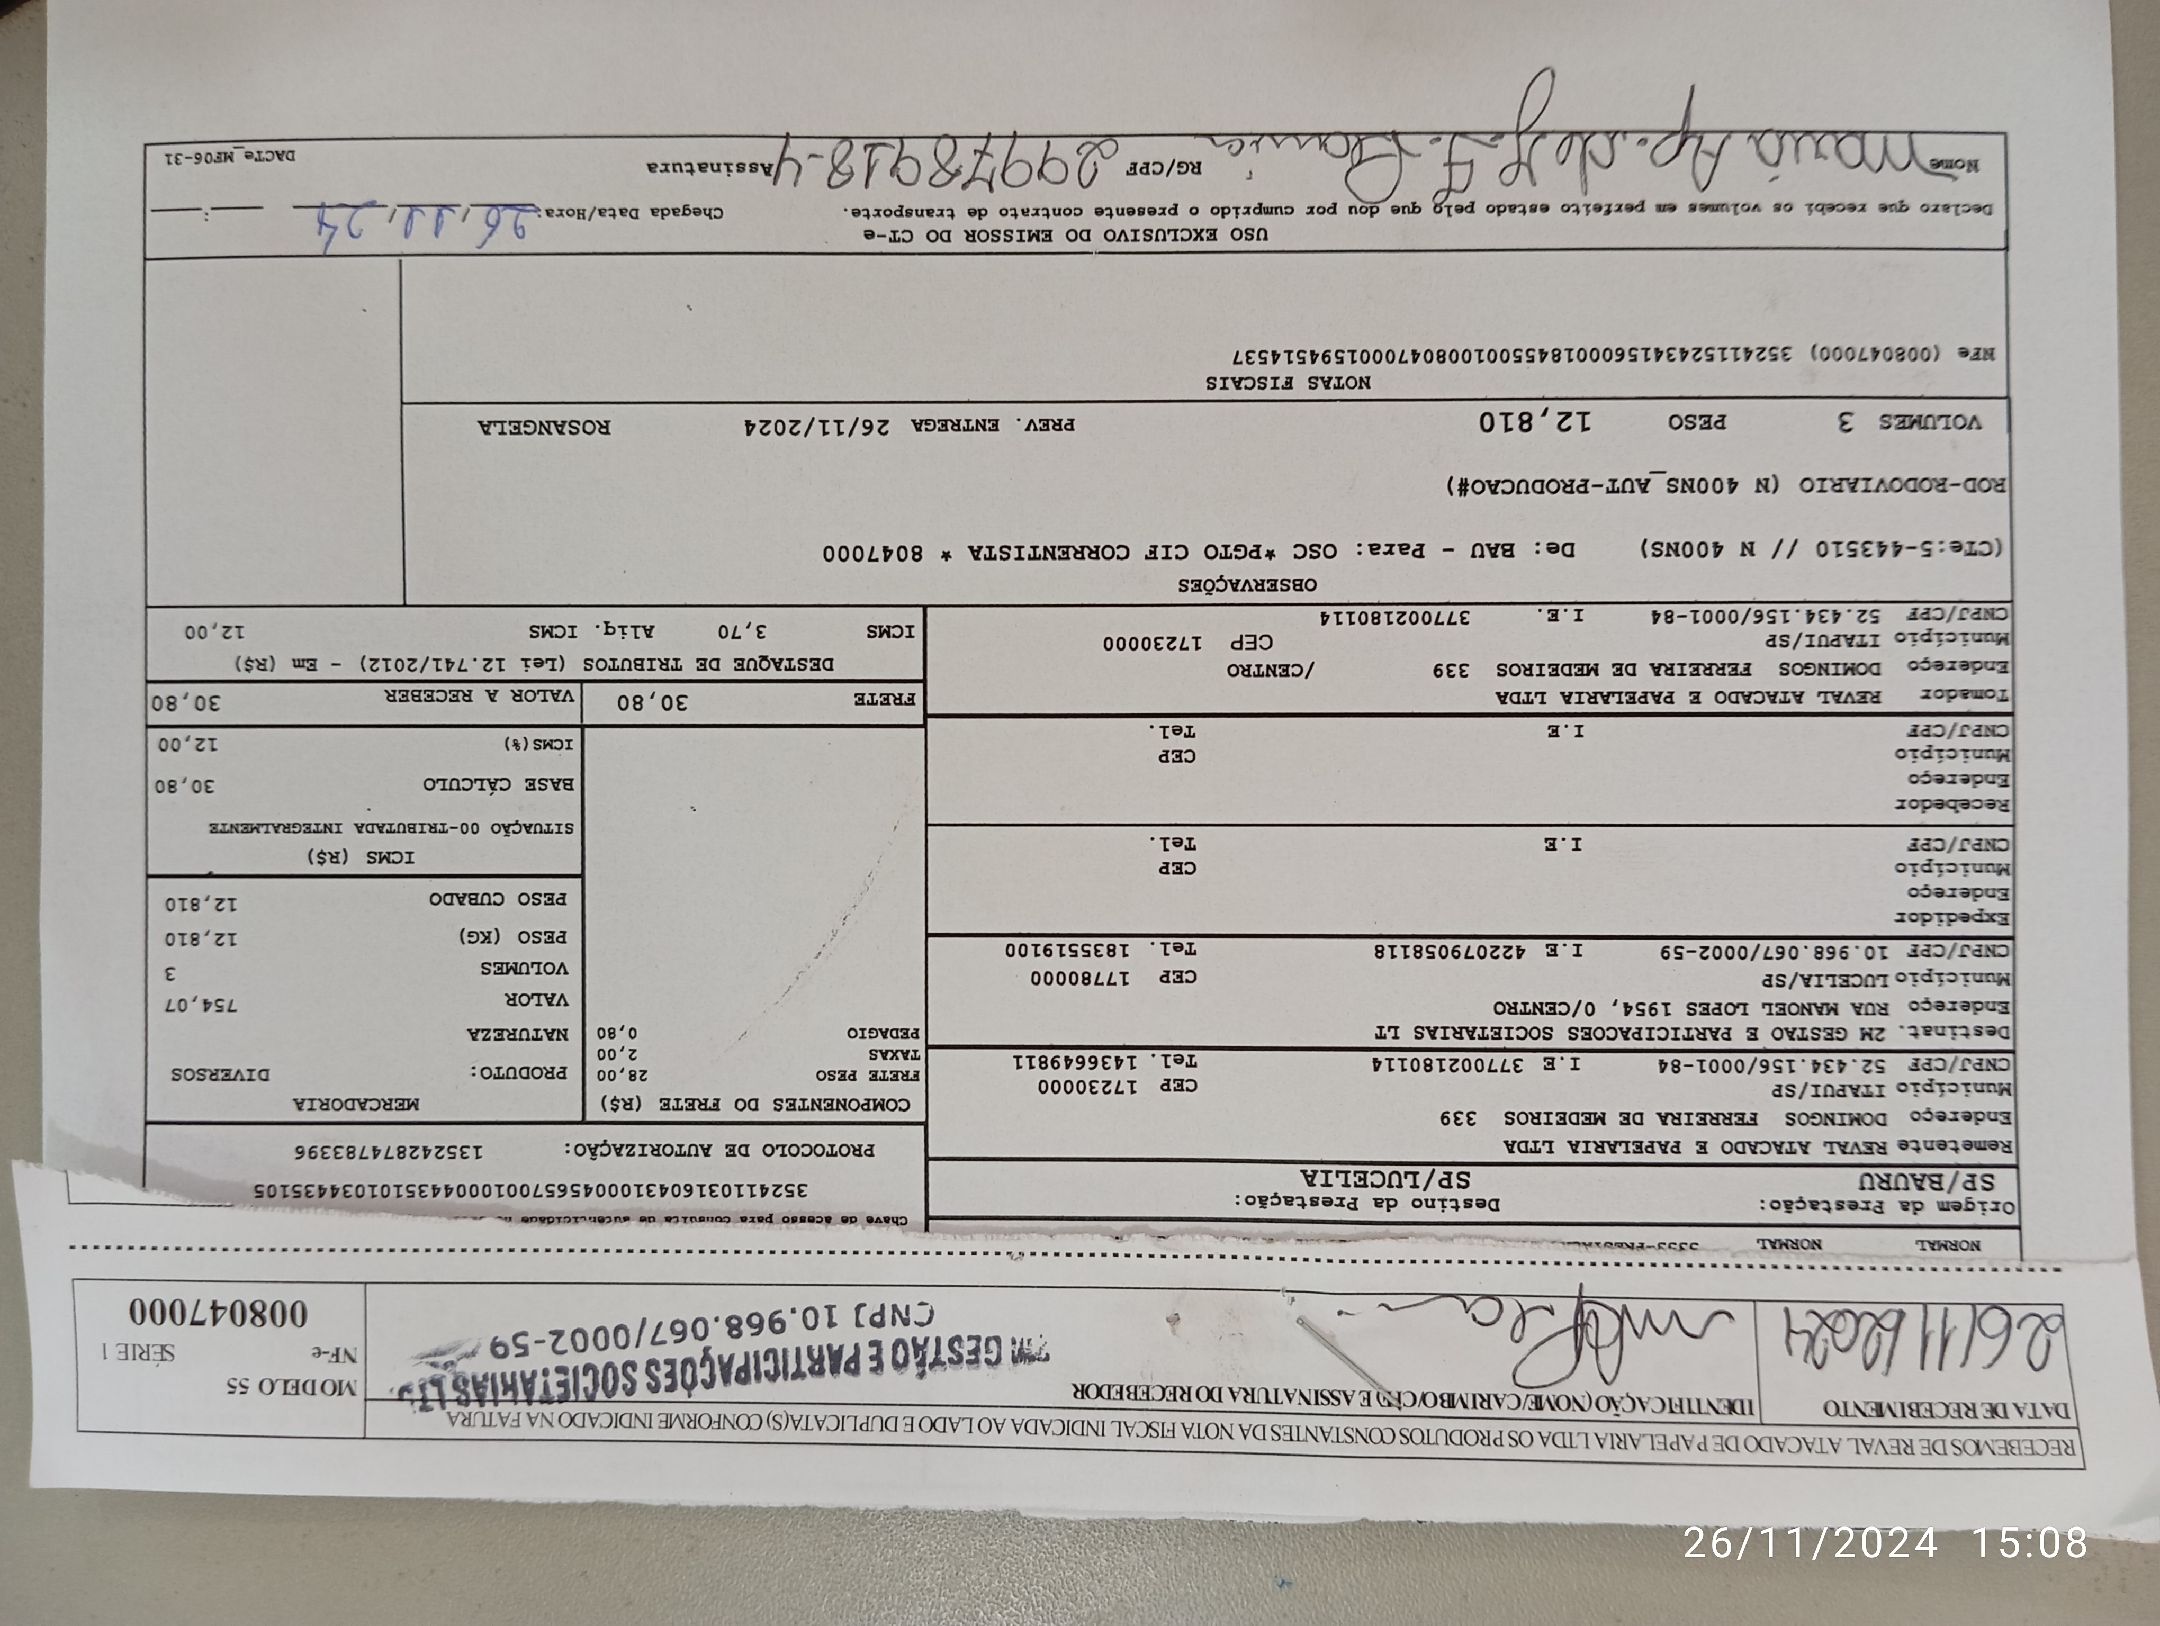 RECEBEMOS DE REVAL ATACADO DE PAPELARIA LTDA OS PRODUTOS CONSTANTES DA NOTA FISCAL INDICADA AO LADO E DUPLICATA(S) CONFORME INDICADO NA FATURA
DATA DE RECEBIMENTO
IDENTIFICAÇÃO (NOME/CARIMBO/CPF) E ASSINATURA DO RECEBEDOR
MODELO 55
26/11/2024
GESTÃO E PARTICIPAÇÕES SOCIETARIAS LT
CNPJ 10.968.067/0002-59
NF-e SÉRIE 1
008047000
NORMAL NORMAL
Origem da Prestação: Destino da Prestação:
SP/BAURU SP/LUCELIA
Chave de acesso para consulta de autenticidade
35241103160431000456570010004435101034435105
PROTOCOLO DE AUTORIZAÇÃO: 135242874783396
Remetente REVAL ATACADO E PAPELARIA LTDA
Endereço DOMINGOS FERREIRA DE MEDEIROS 339
Município ITAPUI/SP CEP 17230000
CNPJ/CPF 52.434.156/0001-84 I.E 377002180114 Tel. 1436649811
Destinat. 2M GESTAO E PARTICIPACOES SOCIETARIAS LT
Endereço RUA MANOEL LOPES 1954, 0/CENTRO
Município LUCELIA/SP CEP 17780000
CNPJ/CPF 10.968.067/0002-59 I.E 422079058118 Tel. 1835519100
Expedidor
Endereço
Município CEP
CNPJ/CPF I.E Tel.
Recebedor
Endereço
Município CEP
CNPJ/CPF I.E Tel.
Tomador REVAL ATACADO E PAPELARIA LTDA
Endereço DOMINGOS FERREIRA DE MEDEIROS 339 /CENTRO
Município ITAPUI/SP CEP 17230000
CNPJ/CPF 52.434.156/0001-84 I.E. 377002180114
COMPONENTES DO FRETE (R$)
FRETE PESO 28,00
TAXAS 2,00
PEDAGIO 0,80
MERCADORIA
PRODUTO: DIVERSOS
NATUREZA
VALOR 754,07
VOLUMES 3
PESO (KG) 12,810
PESO CUBADO 12,810
ICMS (R$)
SITUAÇÃO 00-TRIBUTADA INTEGRALMENTE
BASE CÁLCULO 30,80
ICMS(%) 12,00
FRETE 30,80 VALOR A RECEBER 30,80
DESTAQUE DE TRIBUTOS (Lei 12.741/2012) - Em (R$)
ICMS 3,70 Aliq. ICMS 12,00
OBSERVAÇÕES
(CTe:5-443510 // N 400NS) De: BAU - Para: OSC *PGTO CIF CORRENTISTA * 8047000
ROD-RODOVIARIO (N 400NS_AUT-PRODUCAO#)
VOLUMES 3 PESO 12,810 PREV. ENTREGA 26/11/2024 ROSANGELA
NOTAS FISCAIS
NFe (008047000) 35241152434156000184550010080470001594514537
USO EXCLUSIVO DO EMISSOR DO CT-e
Declaro que recebi os volumes em perfeito estado pelo que dou por cumprido o presente contrato de transporte. Chegada Data/Hora: 26/11/24
Nome Maria Ap. de RG/CPF 29978918-4 Assinatura
DACTe_MF06-31
26/11/2024 15:08